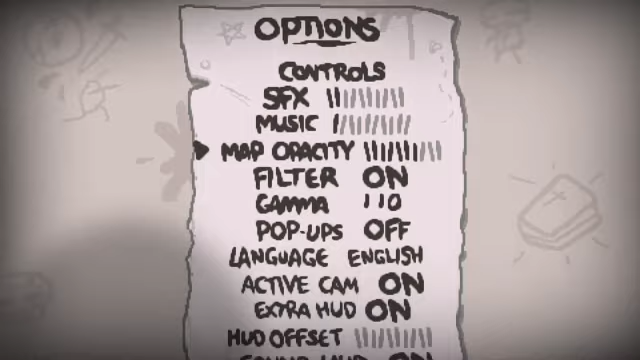 OPTIONS
CONTROLS
SFX
MUSIC
MAP OPACITY
FILTER ON
GAMMA 110
POP-UPS OFF
LANGUAGE ENGLISH
ACTIVE CAM ON
EXTRA HUD ON
HUD OFFSET